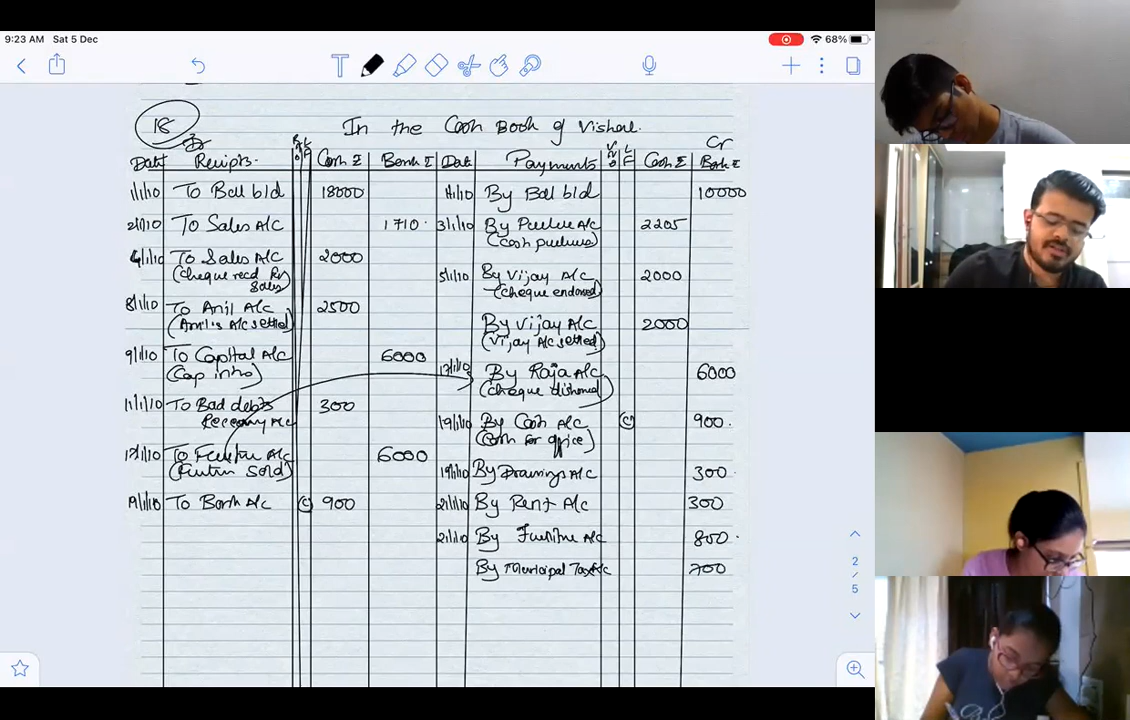 9:23 AM Sat 5 Dec 68%
18 In the Cash Book of Vishal.
Cr
Date Receipts. LF Cash ₹ Bank ₹ Date Payments V No LF Cash ₹ Bank ₹
1/1/10 To Bal b/d 18000 1/1/10 By Bal b/d 10000
2/1/10 To Sales A/c 1710 3/1/10 By Purchase A/c 2205
(cash purchases)
4/1/10 To Sales A/c 2000 5/1/10 By Vijay A/c 2000
(cheque recd for Sales) (cheque endorsed)
8/1/10 To Anil A/c 2500 By Vijay A/c 2000
(Anil's A/c settled) (Vijay A/c settled)
9/1/10 To Capital A/c 6000 17/1/10 By Raja A/c 6000
(Cap intro) (cheque dishonored)
11/1/10 To Bad debts 300 19/1/10 By Cash A/c C 900
Recovery A/c (Cash for office)
17/1/10 To Furniture A/c 6000 19/1/10 By Drawings A/c 300
(Furniture Sold)
19/1/10 To Bank A/c C 900 21/1/10 By Rent A/c 300
21/1/10 By Furniture A/c 800
By Municipal Tax A/c 700
2
/
5